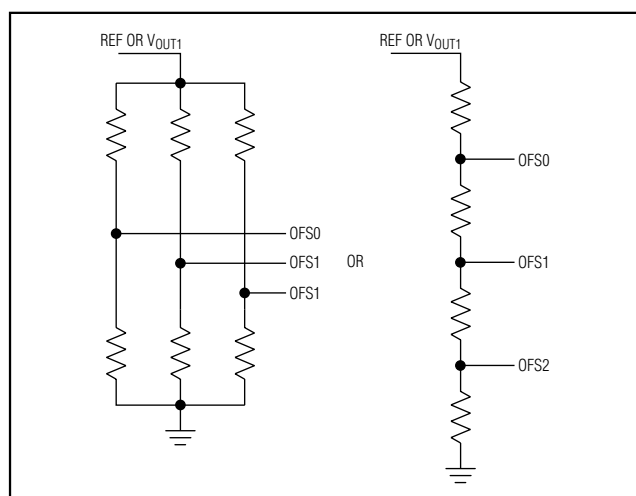 REF OR VOUT1
REF OR VOUT1
OFS0
OFS0
OFS1
OR
OFS1
OFS1
OFS2